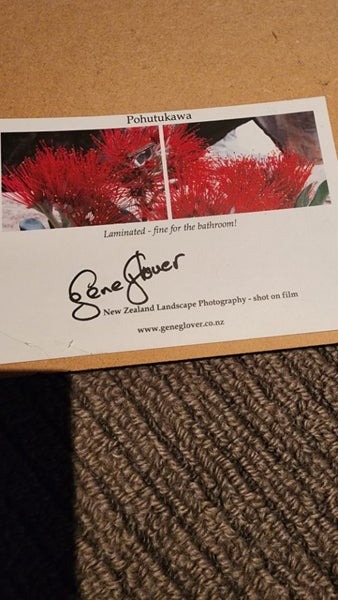 Pohutukawa
Laminated - fine for the bathroom!
Gene Glover
New Zealand Landscape Photography - shot on film
www.geneglover.co.nz